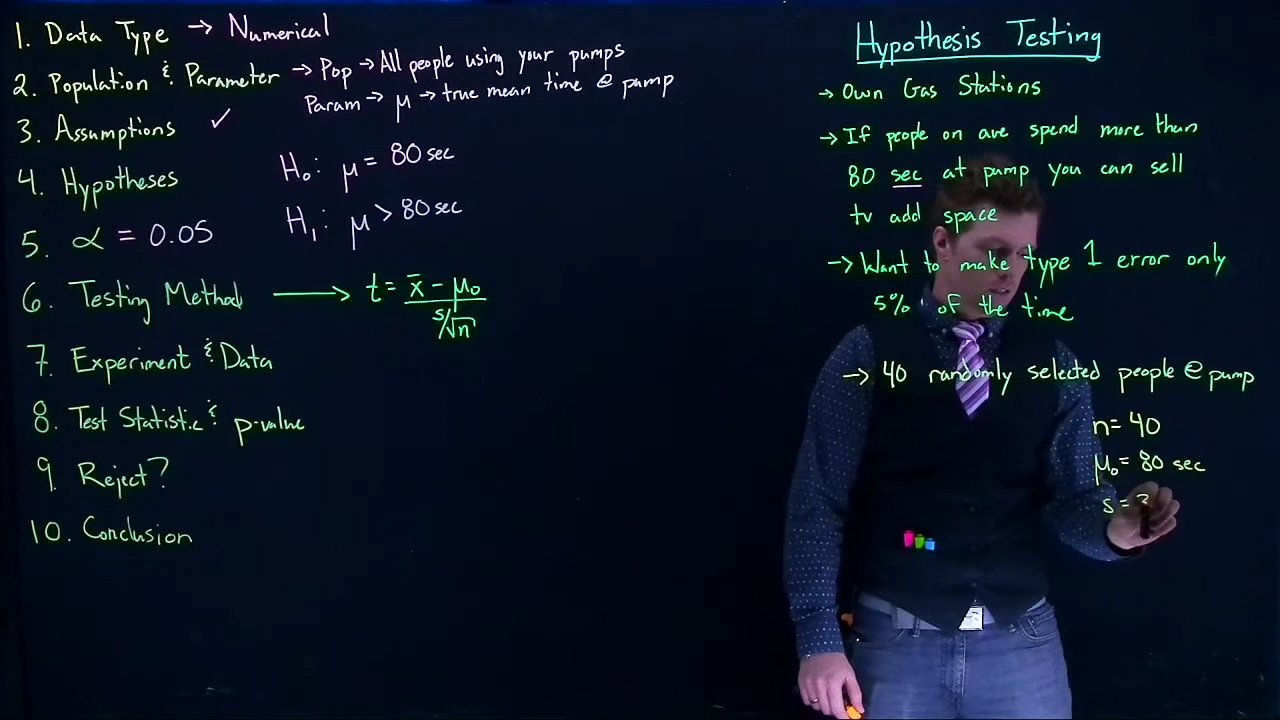 1. Data Type → Numerical
2. Population & Parameter → Pop → All people using your pumps
Param → μ → true mean time @ pump
3. Assumptions ✓
4. Hypotheses
H₀: μ = 80 sec
H₁: μ > 80 sec
5. α = 0.05
6. Testing Method → t = x̄ - μ₀
s/√n
7. Experiment & Data
8. Test Statistic & p-value
9. Reject?
10. Conclusion
Hypothesis Testing
→ Own Gas Stations
→ If people on ave spend more than
80 sec at pump you can sell
tv add space
→ Want to make type 1 error only
5% of the time
→ 40 randomly selected people @ pump
n = 40
μ₀ = 80 sec
s =